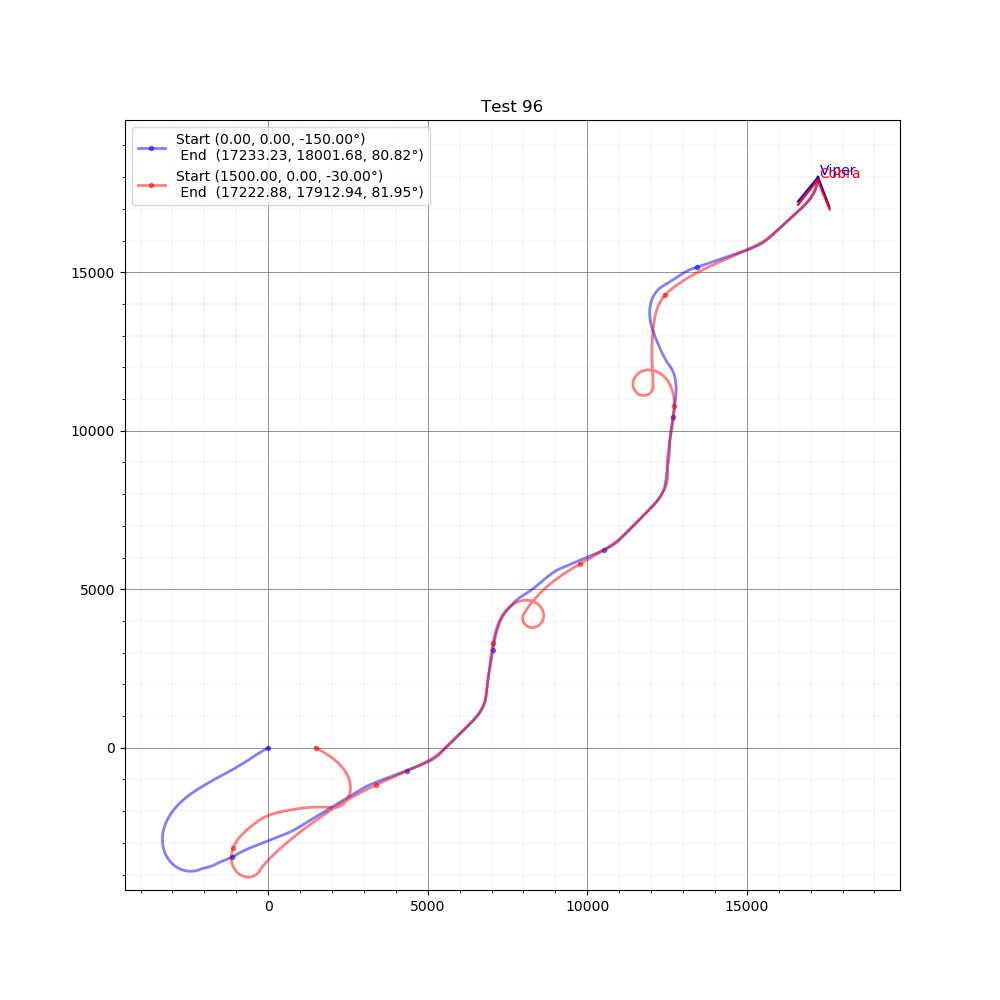 Test 96
Start (0.00, 0.00, -150.00°)
End  (17233.23, 18001.68, 80.82°)
Start (1500.00, 0.00, -30.00°)
End  (17222.88, 17912.94, 81.95°)
Viper
Cobra
15000
10000
5000
0
0 5000 10000 15000